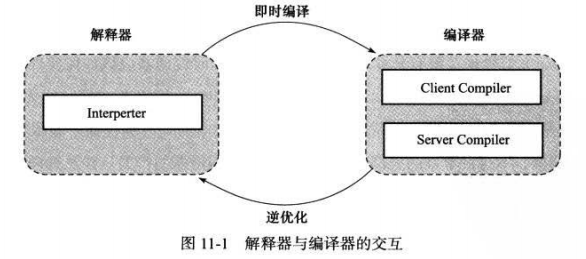 即时编译
解释器
编译器
Interperter
Client Compiler
Server Compiler
逆优化
图 11-1 解释器与编译器的交互